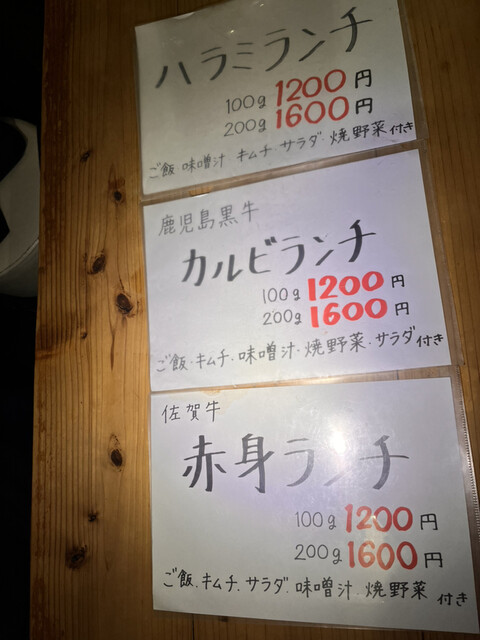 ハラミランチ
100g 1200円
200g 1600円
ご飯 味噌汁 キムチ・サラダ・焼野菜 付き
鹿児島黒牛
カルビランチ
100g 1200円
200g 1600円
ご飯・キムチ・味噌汁・焼野菜・サラダ 付き
佐賀牛
赤身ランチ
100g 1200円
200g 1600円
ご飯・キムチ・サラダ・味噌汁 焼野菜 付き